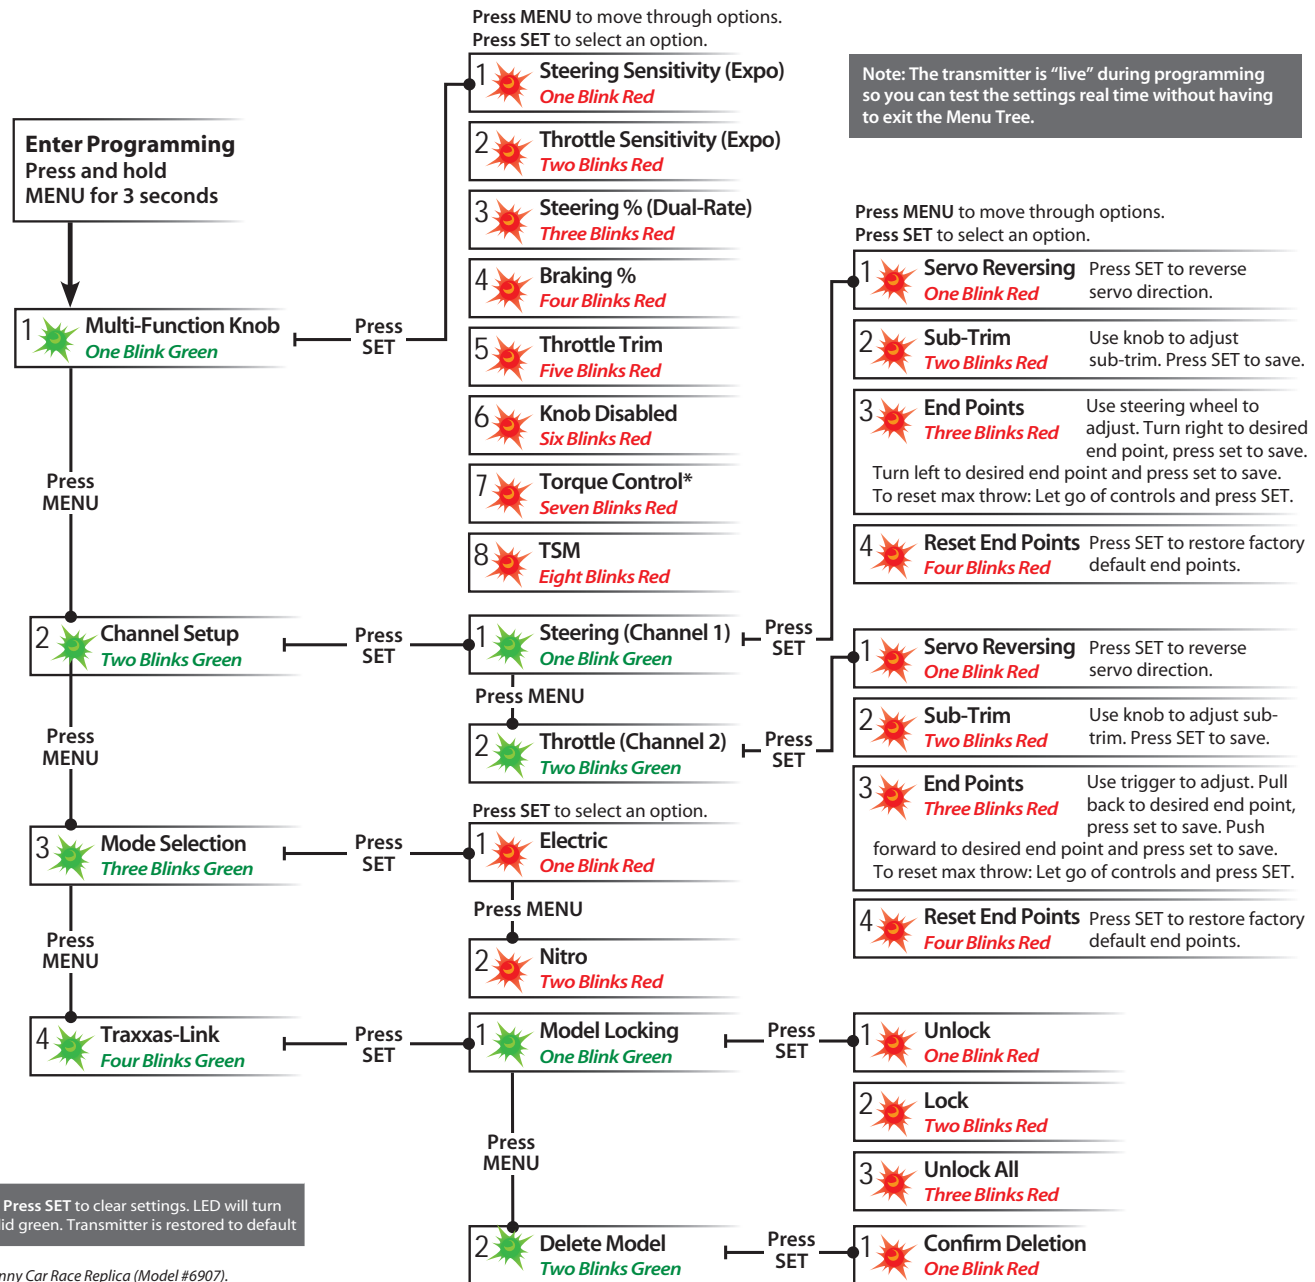 Press MENU to move through options.
Press SET to select an option.
1 Steering Sensitivity (Expo)
One Blink Red
2 Throttle Sensitivity (Expo)
Two Blinks Red
3 Steering % (Dual-Rate)
Three Blinks Red
4 Braking %
Four Blinks Red
5 Throttle Trim
Five Blinks Red
6 Knob Disabled
Six Blinks Red
7 Torque Control*
Seven Blinks Red
8 TSM
Eight Blinks Red
Note: The transmitter is “live” during programming
so you can test the settings real time without having
to exit the Menu Tree.
Enter Programming
Press and hold
MENU for 3 seconds
1 Multi-Function Knob
One Blink Green
Press
SET
Press
MENU
2 Channel Setup
Two Blinks Green
Press
SET
1 Steering (Channel 1)
One Blink Green
Press
SET
Press MENU
2 Throttle (Channel 2)
Two Blinks Green
Press
SET
Press MENU to move through options.
Press SET to select an option.
1 Servo Reversing
One Blink Red
Press SET to reverse
servo direction.
2 Sub-Trim
Two Blinks Red
Use knob to adjust
sub-trim. Press SET to save.
3 End Points
Three Blinks Red
Use steering wheel to
adjust. Turn right to desired
end point, press set to save.
Turn left to desired end point and press set to save.
To reset max throw: Let go of controls and press SET.
4 Reset End Points
Four Blinks Red
Press SET to restore factory
default end points.
1 Servo Reversing
One Blink Red
Press SET to reverse
servo direction.
2 Sub-Trim
Two Blinks Red
Use knob to adjust sub-
trim. Press SET to save.
3 End Points
Three Blinks Red
Use trigger to adjust. Pull
back to desired end point,
press set to save. Push
forward to desired end point and press set to save.
To reset max throw: Let go of controls and press SET.
4 Reset End Points
Four Blinks Red
Press SET to restore factory
default end points.
Press
MENU
3 Mode Selection
Three Blinks Green
Press
SET
Press SET to select an option.
1 Electric
One Blink Red
Press MENU
2 Nitro
Two Blinks Red
Press
MENU
4 Traxxas-Link
Four Blinks Green
Press
SET
1 Model Locking
One Blink Green
Press
SET
1 Unlock
One Blink Red
2 Lock
Two Blinks Red
3 Unlock All
Three Blinks Red
Press
MENU
2 Delete Model
Two Blinks Green
Press
SET
1 Confirm Deletion
One Blink Red
Press SET to clear settings. LED will turn
green. Transmitter is restored to default
Car Race Replica (Model #6907).